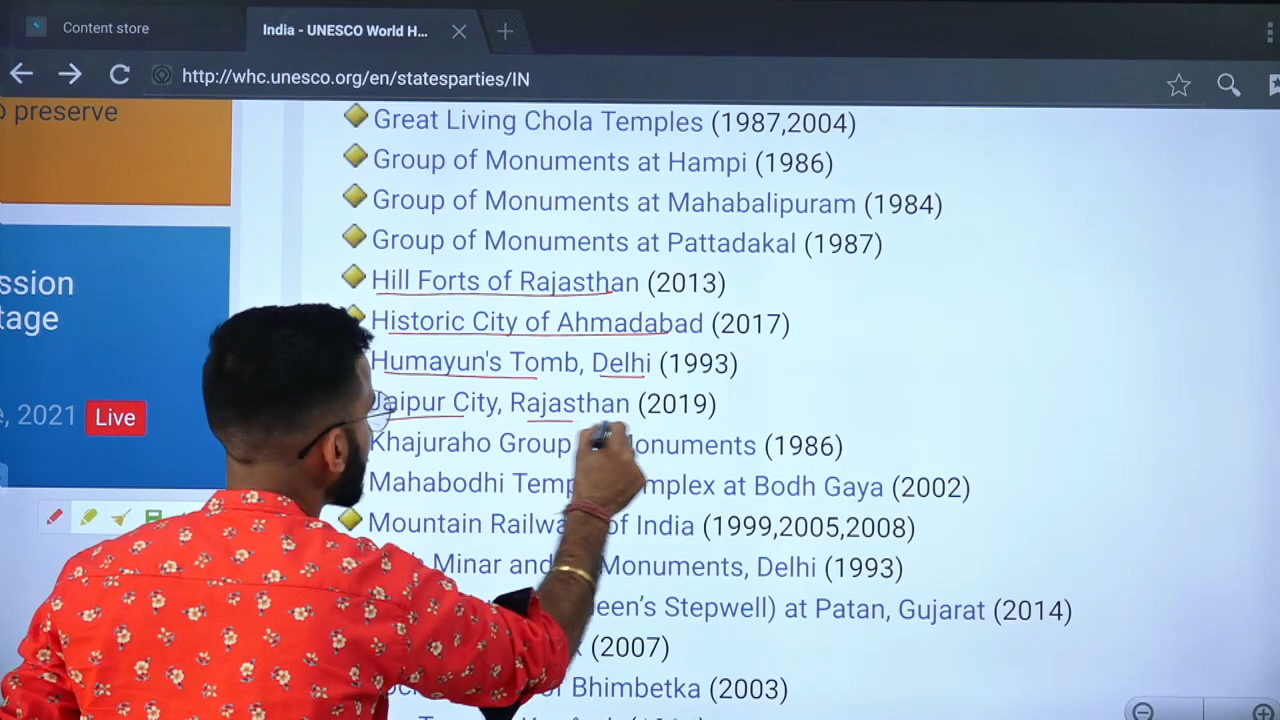 Content store
India - UNESCO World H...
http://whc.unesco.org/en/statesparties/IN
preserve
ssion
tage
, 2021 Live
Great Living Chola Temples (1987,2004)
Group of Monuments at Hampi (1986)
Group of Monuments at Mahabalipuram (1984)
Group of Monuments at Pattadakal (1987)
Hill Forts of Rajasthan (2013)
Historic City of Ahmadabad (2017)
Humayun's Tomb, Delhi (1993)
Jaipur City, Rajasthan (2019)
Khajuraho Group Monuments (1986)
Mahabodhi Temp mplex at Bodh Gaya (2002)
Mountain Railwa of India (1999,2005,2008)
Minar and Monuments, Delhi (1993)
een's Stepwell) at Patan, Gujarat (2014)
(2007)
Bhimbetka (2003)